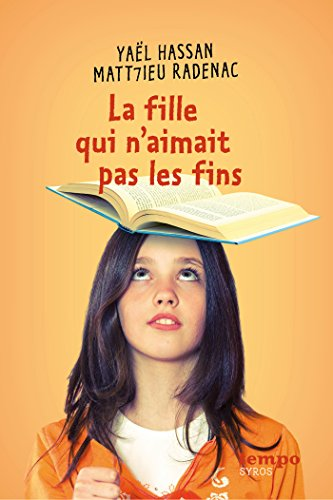 YAËL HASSAN
MATT7IEU RADENAC
La fille
qui n'aimait
pas les fins
tempo
SYROS